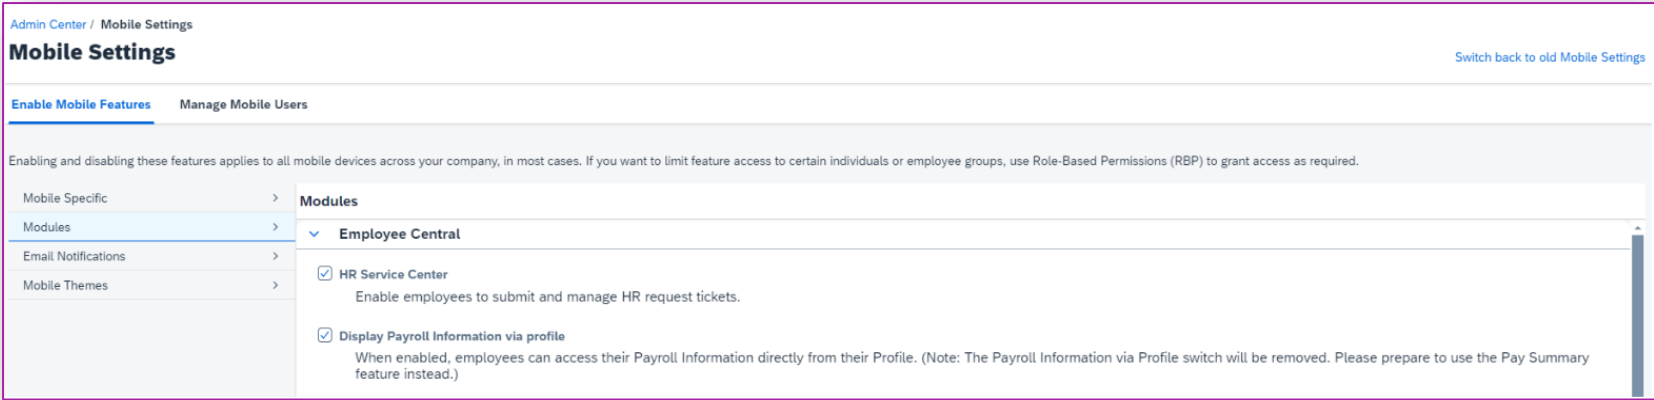 Admin Center / Mobile Settings
Mobile Settings
Switch back to old Mobile Settings
Enable Mobile Features Manage Mobile Users
Enabling and disabling these features applies to all mobile devices across your company, in most cases. If you want to limit feature access to certain individuals or employee groups, use Role-Based Permissions (RBP) to grant access as required.
Mobile Specific
Modules
Email Notifications
Mobile Themes
Modules
Employee Central
HR Service Center
Enable employees to submit and manage HR request tickets.
Display Payroll Information via profile
When enabled, employees can access their Payroll Information directly from their Profile. (Note: The Payroll Information via Profile switch will be removed. Please prepare to use the Pay Summary
feature instead.)